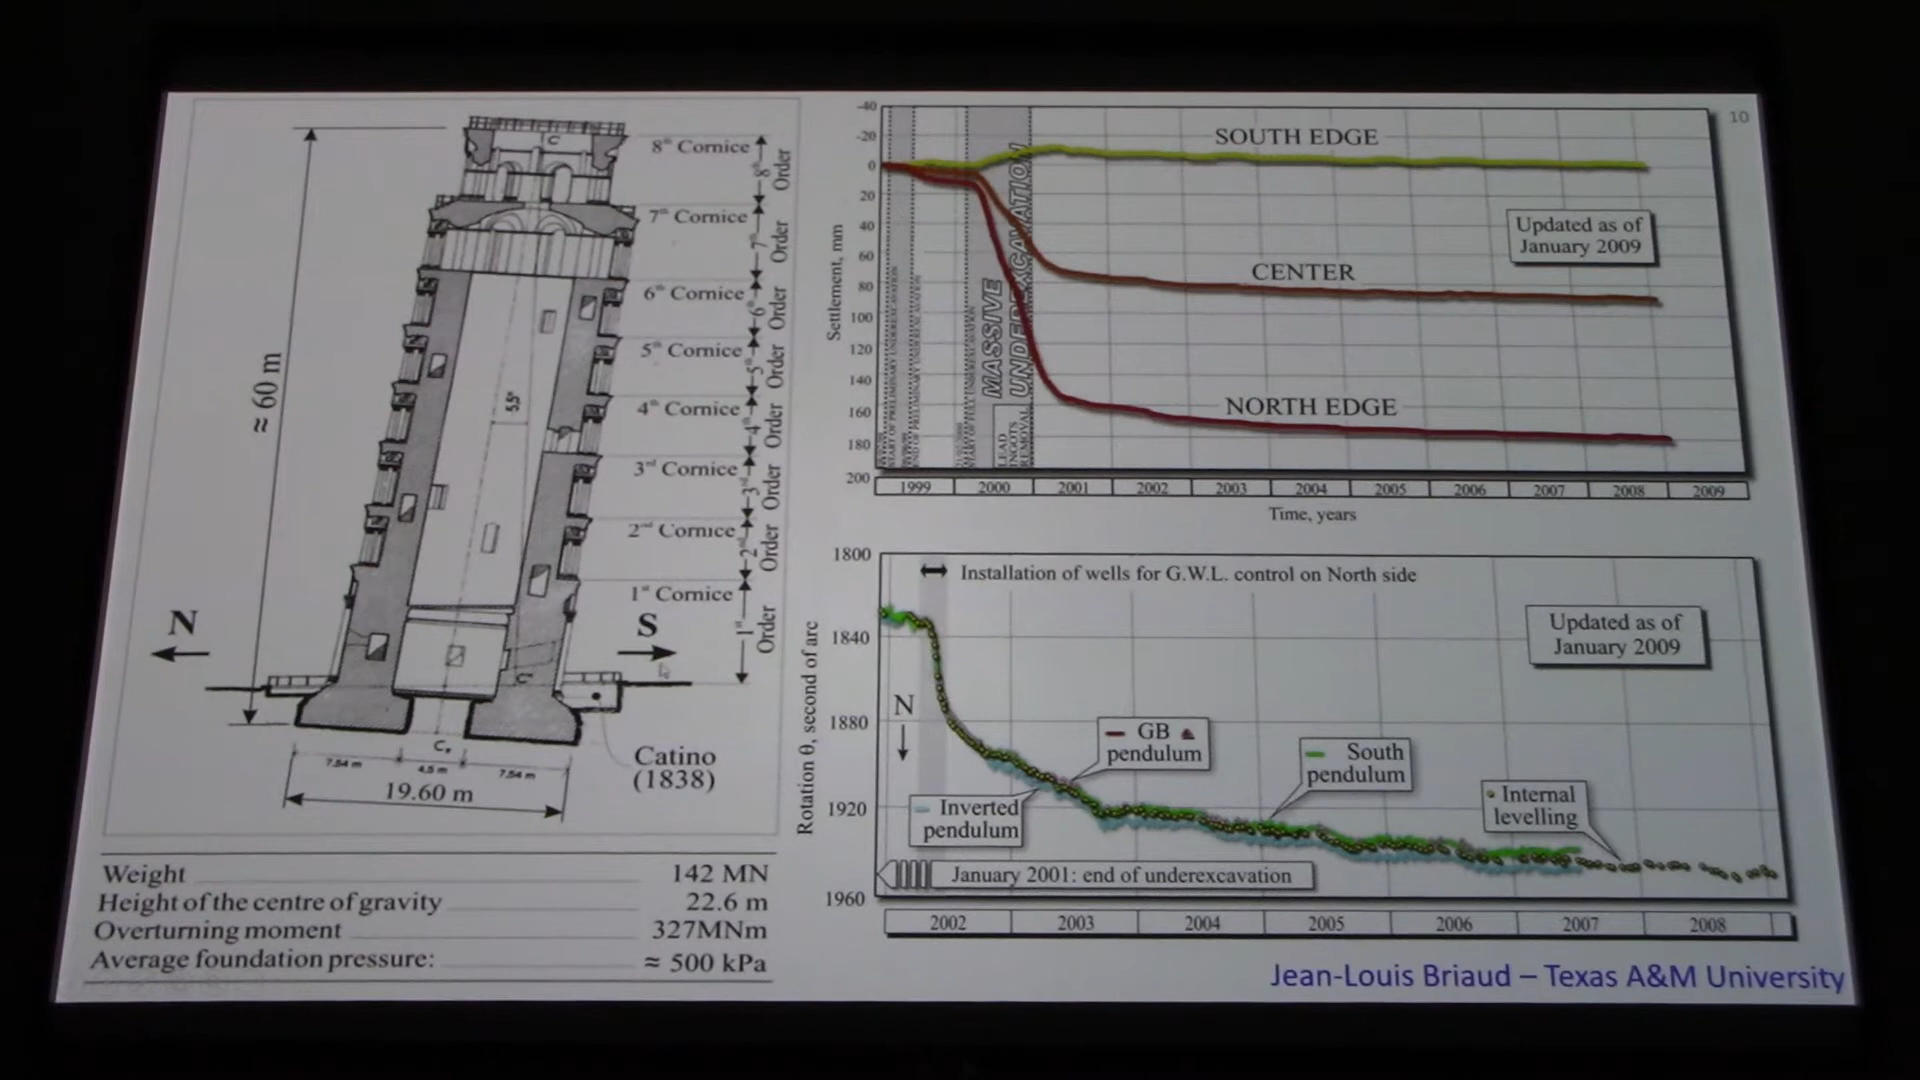 10
C
8th Cornice
8th Order
7th Cornice
7th Order
6th Cornice
6th Order
5th Cornice
5th Order
4th Cornice
4th Order
3rd Cornice
3rd Order
2nd Cornice
2nd Order
1st Cornice
1st Order
≈ 60 m
5.5°
N
S
7.54 m
4.5 m
7.54 m
19.60 m
Catino
(1838)
Weight 142 MN
Height of the centre of gravity 22.6 m
Overturning moment 327MNm
Average foundation pressure: ≈ 500 kPa
Settlement, mm
-40
-20
0
20
40
60
80
100
120
140
160
180
200
SOUTH EDGE
CENTER
NORTH EDGE
Updated as of
January 2009
MASSIVE
UNDEREXCAVATION
LEAD
INGOTS
REMOVAL
START OF PRELIMINARY UNDEREXCAVATION
END OF PRELIMINARY UNDEREXCAVATION
1999 2000 2001 2002 2003 2004 2005 2006 2007 2008 2009
Time, years
Rotation θ, second of arc
1800
1840
1880
1920
1960
Installation of wells for G.W.L. control on North side
Updated as of
January 2009
N
GB
pendulum
South
pendulum
Inverted
pendulum
Internal
levelling
January 2001: end of underexcavation
2002 2003 2004 2005 2006 2007 2008
Jean-Louis Briaud – Texas A&M University